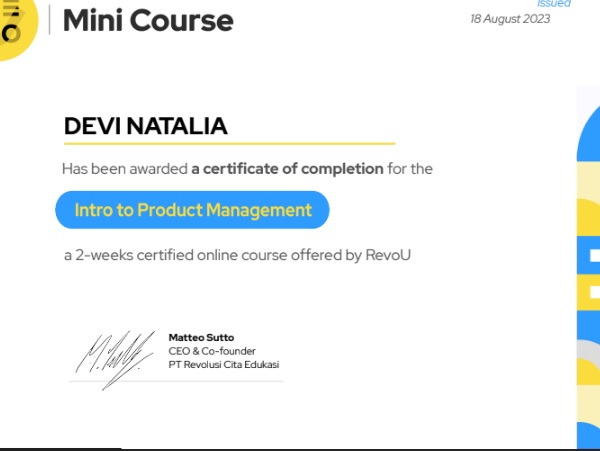 Mini Course
Issued
18 August 2023
DEVI NATALIA
Has been awarded a certificate of completion for the
Intro to Product Management
a 2-weeks certified online course offered by RevoU
Matteo Sutto
CEO & Co-founder
PT Revolusi Cita Edukasi